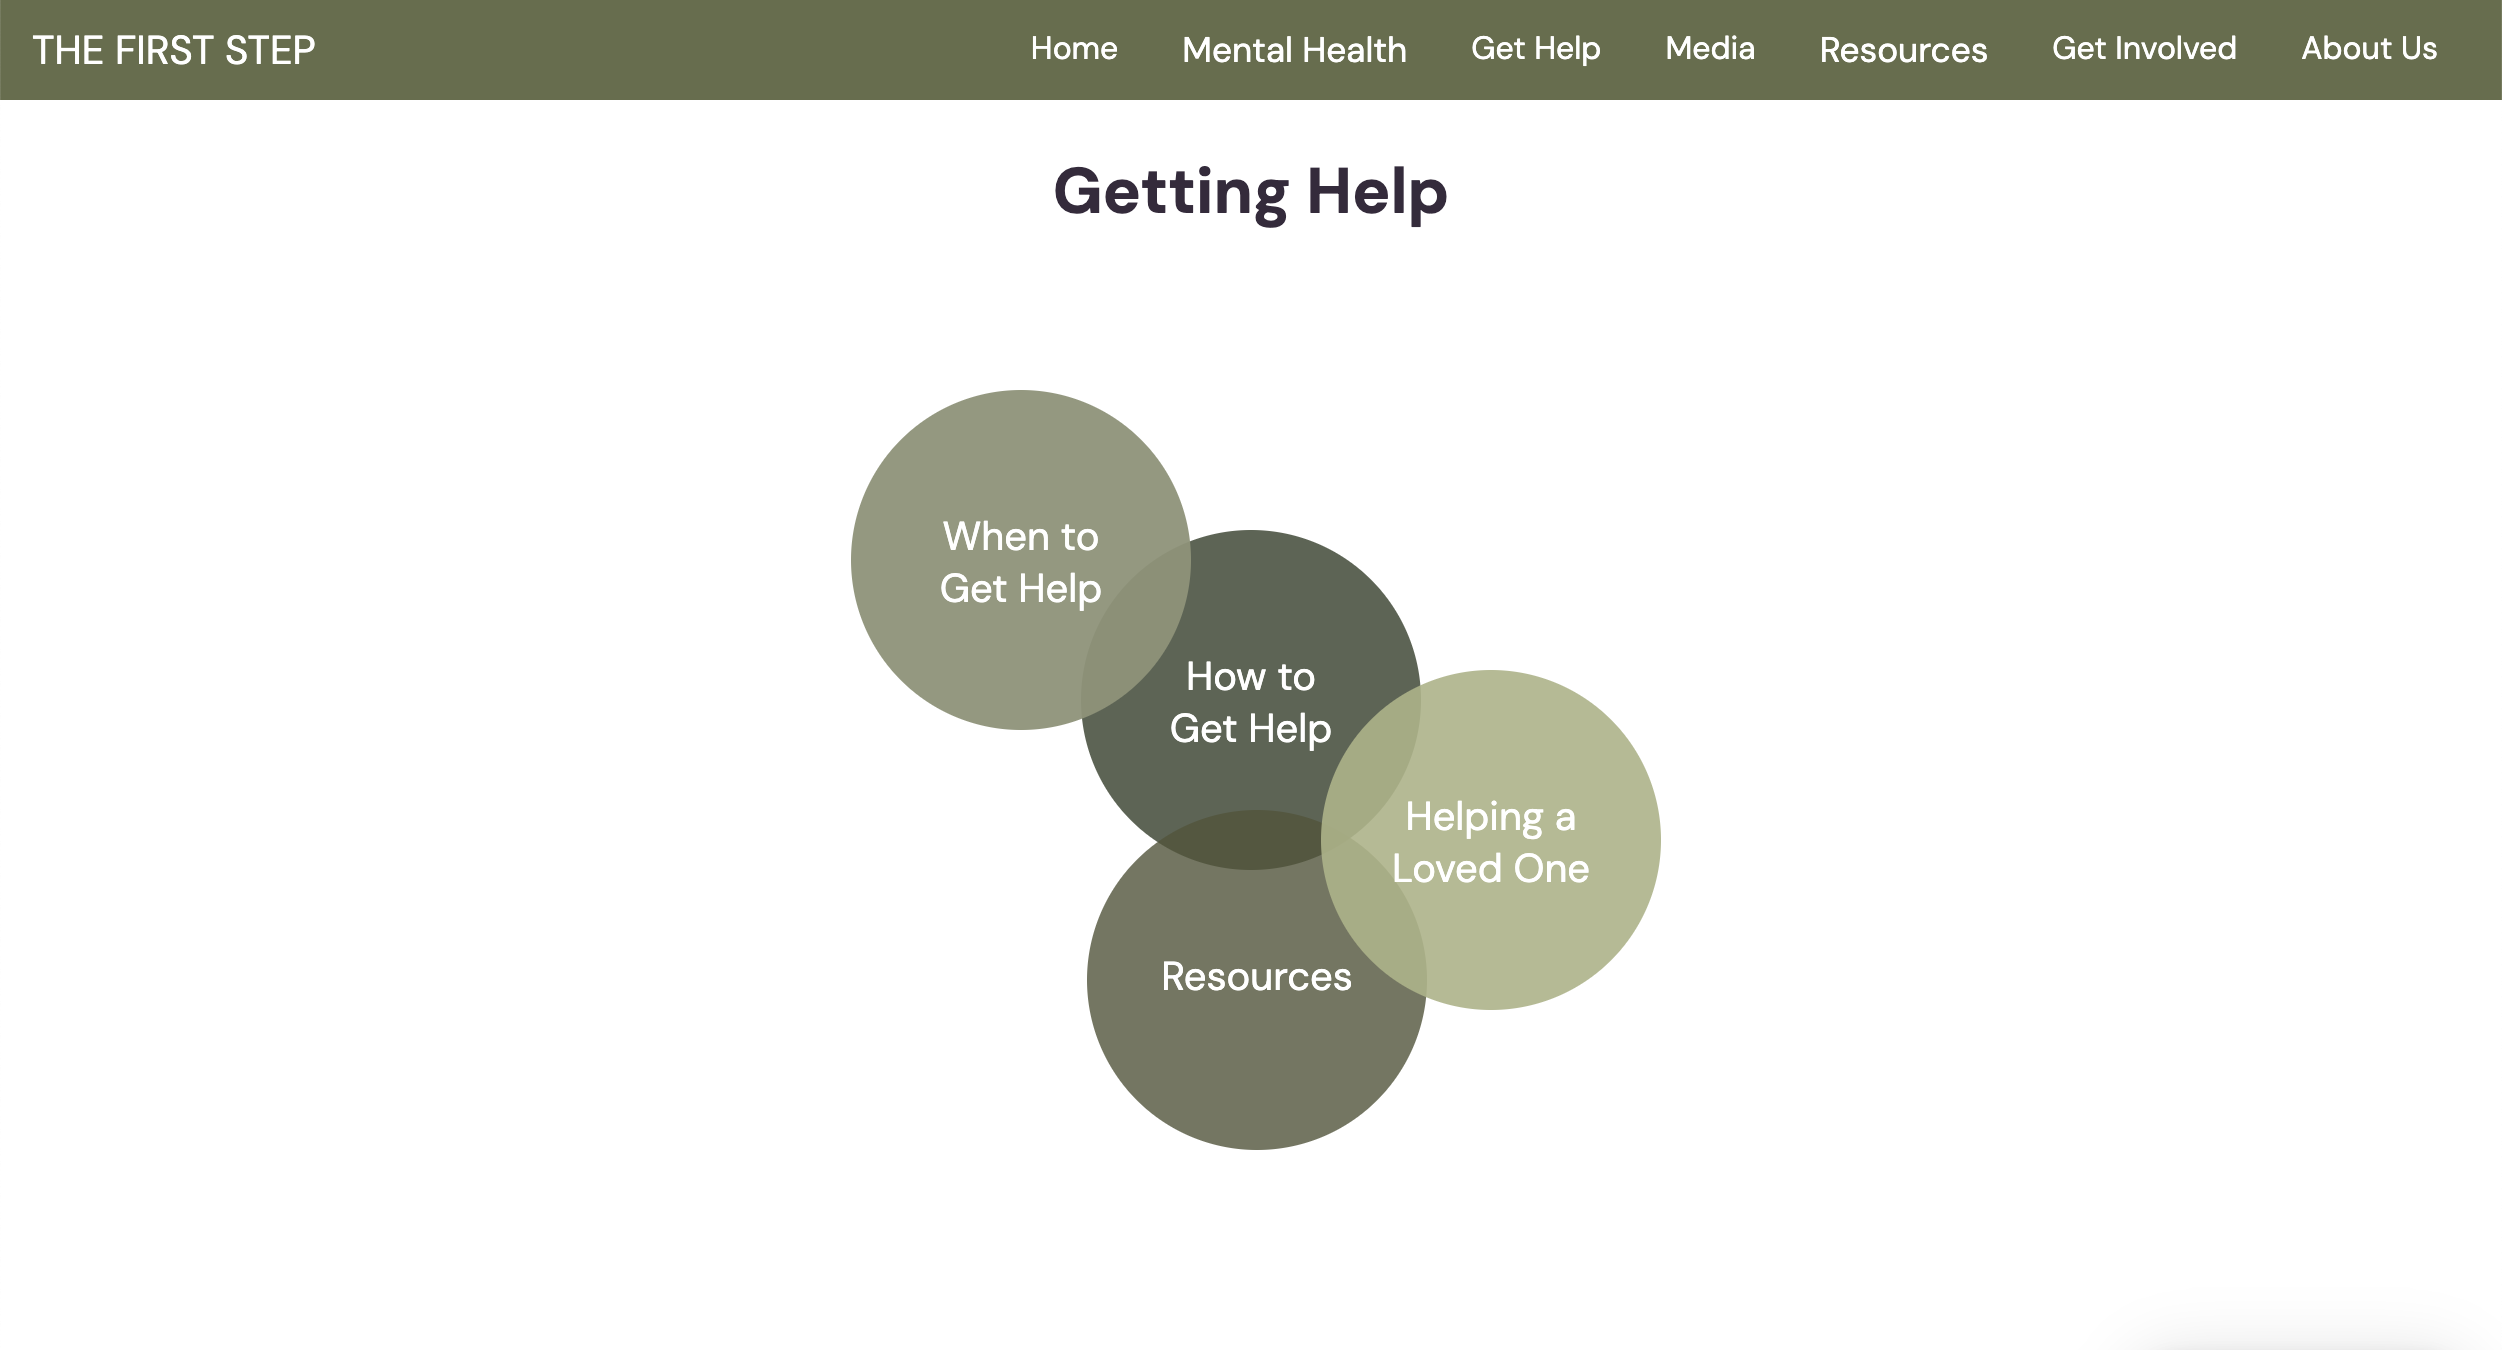 THE FIRST STEP
Home
Mental Health
Get Help
Media
Resources
Get Involved
About Us
Getting Help
When to
Get Help
How to
Get Help
Helping a
Loved One
Resources